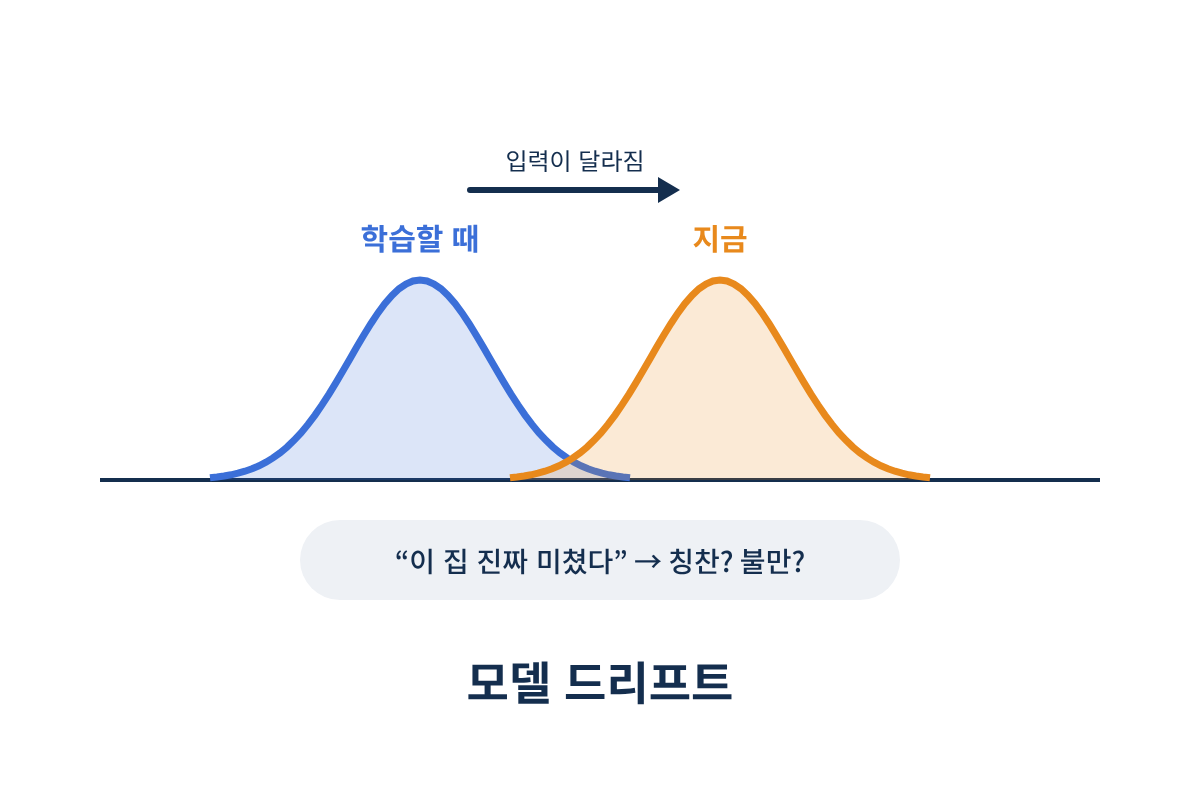 입력이 달라짐
학습할 때
지금
“이 집 진짜 미쳤다” → 칭찬? 불만?
모델 드리프트